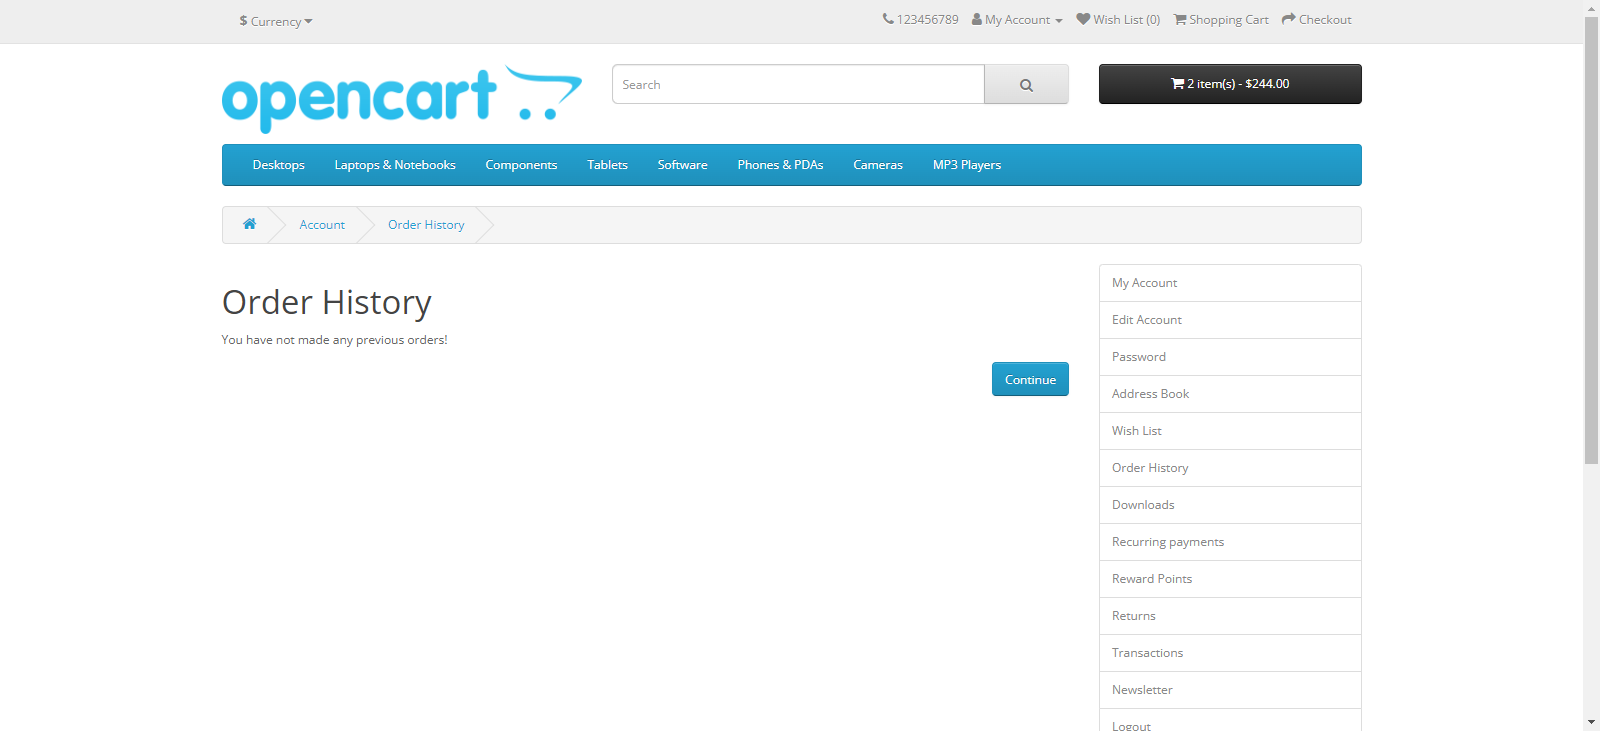 $ Currency
123456789 My Account Wish List (0) Shopping Cart Checkout
opencart
Search
2 item(s) - $244.00
Desktops Laptops & Notebooks Components Tablets Software Phones & PDAs Cameras MP3 Players
Account Order History
Order History
You have not made any previous orders!
Continue
My Account
Edit Account
Password
Address Book
Wish List
Order History
Downloads
Recurring payments
Reward Points
Returns
Transactions
Newsletter
Logout